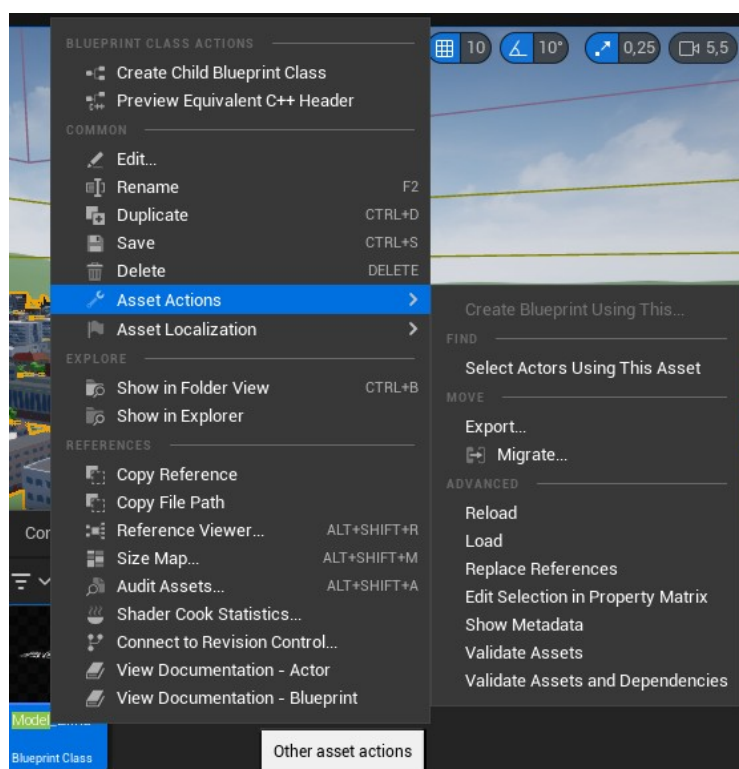 BLUEPRINT CLASS ACTIONS
Create Child Blueprint Class
C++
Preview Equivalent C++ Header
COMMON
Edit...
Rename F2
Duplicate CTRL+D
Save CTRL+S
Delete DELETE
Asset Actions
Asset Localization
EXPLORE
Show in Folder View CTRL+B
Show in Explorer
REFERENCES
Copy Reference
Copy File Path
Reference Viewer... ALT+SHIFT+R
Size Map... ALT+SHIFT+M
Audit Assets... ALT+SHIFT+A
Shader Cook Statistics...
Connect to Revision Control...
View Documentation - Actor
View Documentation - Blueprint
10
10°
0,25
5,5
Create Blueprint Using This...
FIND
Select Actors Using This Asset
MOVE
Export...
Migrate...
ADVANCED
Reload
Load
Replace References
Edit Selection in Property Matrix
Show Metadata
Validate Assets
Validate Assets and Dependencies
Cor
Model
Blueprint Class
Other asset actions